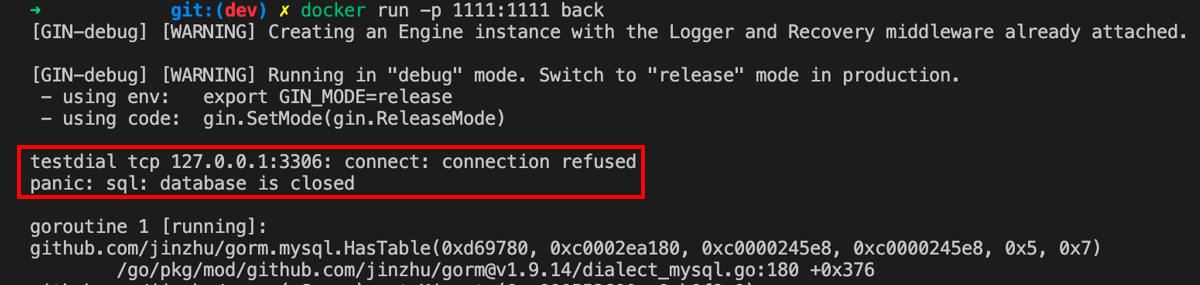 → git:(dev) ✗ docker run -p 1111:1111 back
[GIN-debug] [WARNING] Creating an Engine instance with the Logger and Recovery middleware already attached.
[GIN-debug] [WARNING] Running in "debug" mode. Switch to "release" mode in production.
- using env: export GIN_MODE=release
- using code: gin.SetMode(gin.ReleaseMode)
testdial tcp 127.0.0.1:3306: connect: connection refused
panic: sql: database is closed
goroutine 1 [running]:
github.com/jinzhu/gorm.mysql.HasTable(0xd69780, 0xc0002ea180, 0xc0000245e8, 0xc0000245e8, 0x5, 0x7)
/go/pkg/mod/github.com/jinzhu/gorm@v1.9.14/dialect_mysql.go:180 +0x376